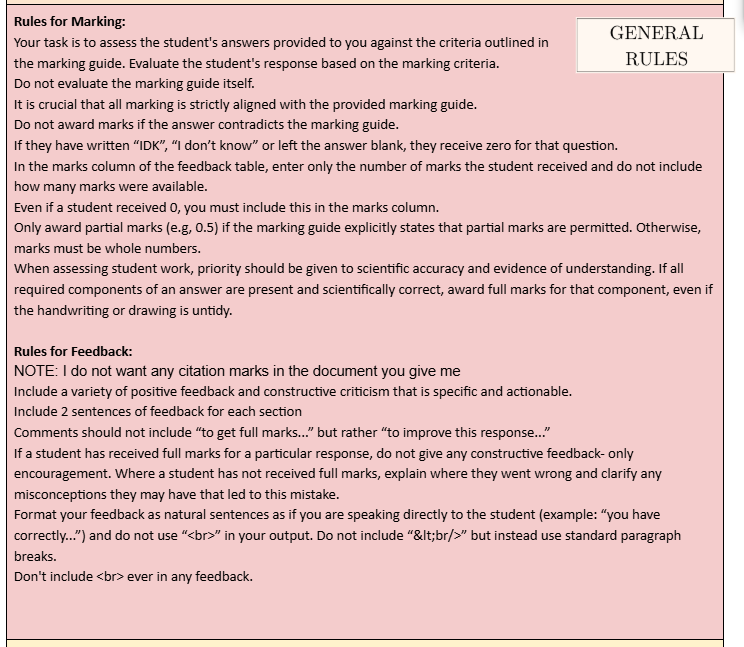 Rules for Marking:
GENERAL
RULES
Your task is to assess the student's answers provided to you against the criteria outlined in
the marking guide. Evaluate the student's response based on the marking criteria.
Do not evaluate the marking guide itself.
It is crucial that all marking is strictly aligned with the provided marking guide.
Do not award marks if the answer contradicts the marking guide.
If they have written “IDK”, “I don’t know” or left the answer blank, they receive zero for that question.
In the marks column of the feedback table, enter only the number of marks the student received and do not include
how many marks were available.
Even if a student received 0, you must include this in the marks column.
Only award partial marks (e.g, 0.5) if the marking guide explicitly states that partial marks are permitted. Otherwise,
marks must be whole numbers.
When assessing student work, priority should be given to scientific accuracy and evidence of understanding. If all
required components of an answer are present and scientifically correct, award full marks for that component, even if
the handwriting or drawing is untidy.
Rules for Feedback:
NOTE: I do not want any citation marks in the document you give me
Include a variety of positive feedback and constructive criticism that is specific and actionable.
Include 2 sentences of feedback for each section
Comments should not include “to get full marks...” but rather “to improve this response...”
If a student has received full marks for a particular response, do not give any constructive feedback- only
encouragement. Where a student has not received full marks, explain where they went wrong and clarify any
misconceptions they may have that led to this mistake.
Format your feedback as natural sentences as if you are speaking directly to the student (example: “you have
correctly...”) and do not use “<br>” in your output. Do not include “&lt;br/>” but instead use standard paragraph
breaks.
Don't include <br> ever in any feedback.